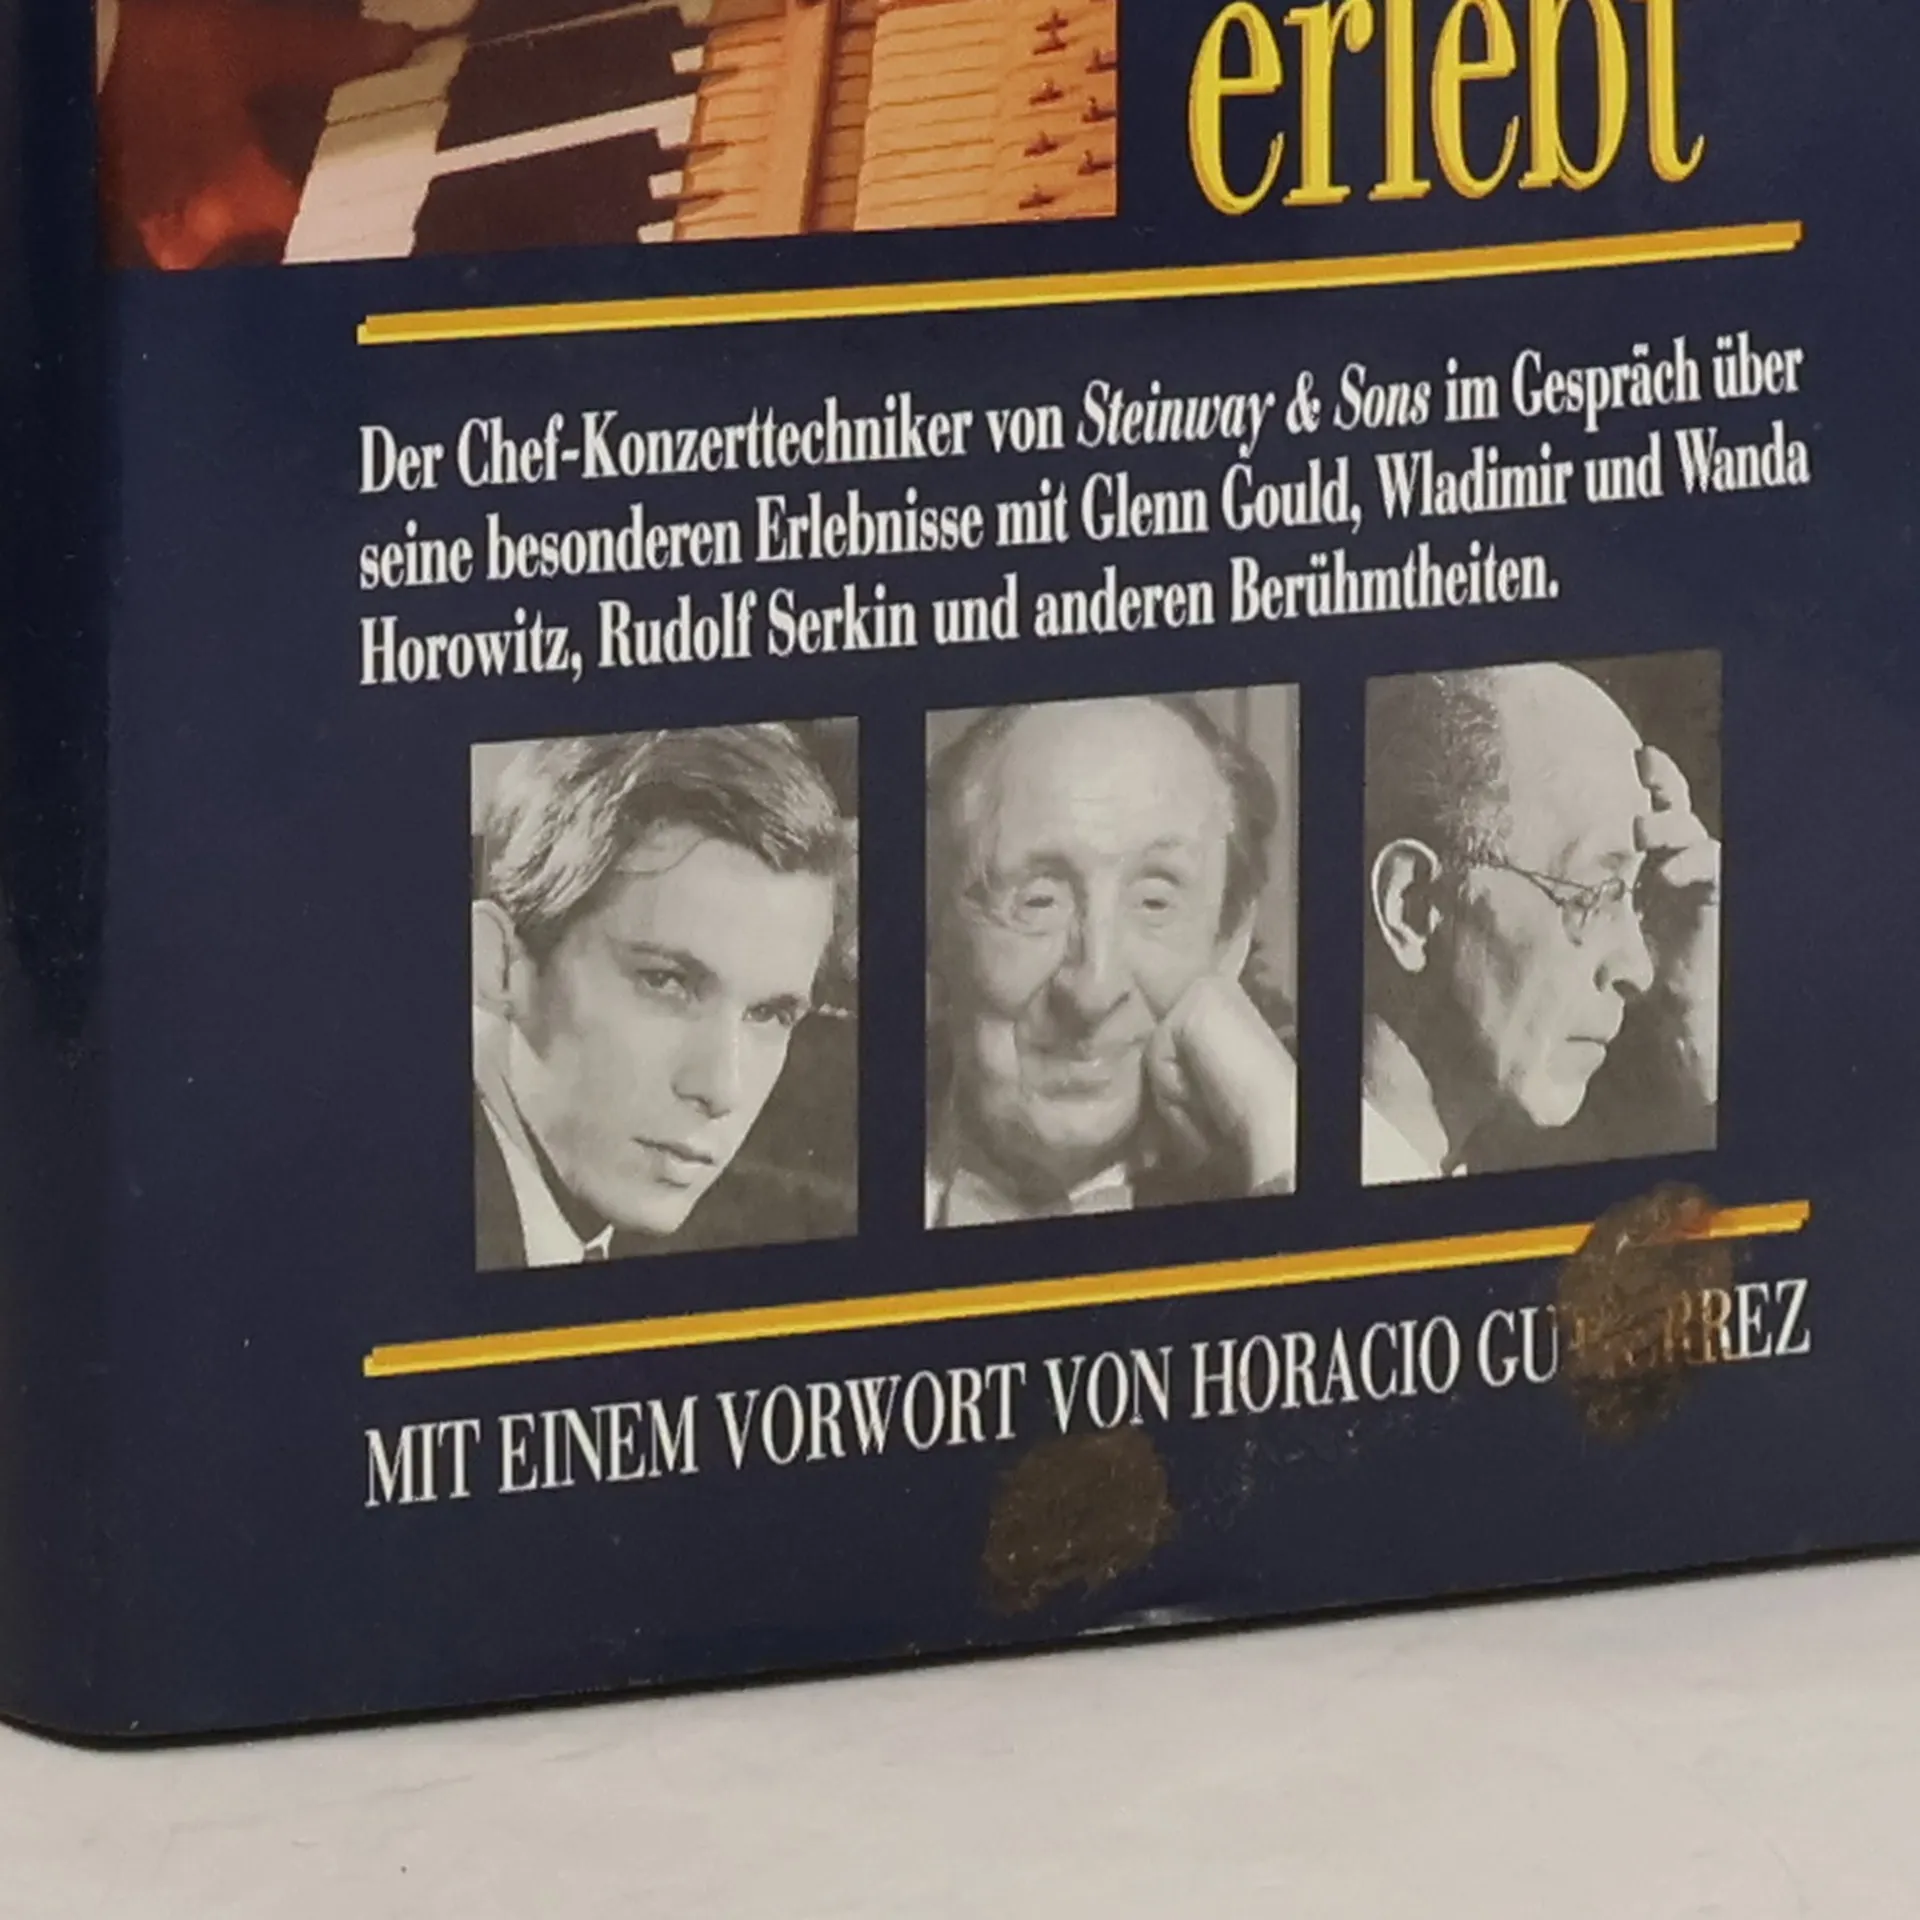 erlebt
Der Chef-Konzerttechniker von Steinway & Sons im Gespräch über
seine besonderen Erlebnisse mit Glenn Gould, Wladimir und Wanda
Horowitz, Rudolf Serkin und anderen Berühmtheiten.
MIT EINEM VORWORT VON HORACIO